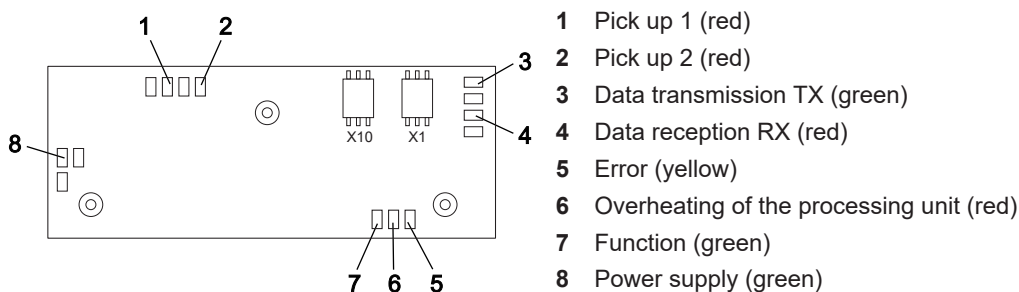 1 2
3
4
8
X10 X1
7 6 5
1 Pick up 1 (red)
2 Pick up 2 (red)
3 Data transmission TX (green)
4 Data reception RX (red)
5 Error (yellow)
6 Overheating of the processing unit (red)
7 Function (green)
8 Power supply (green)